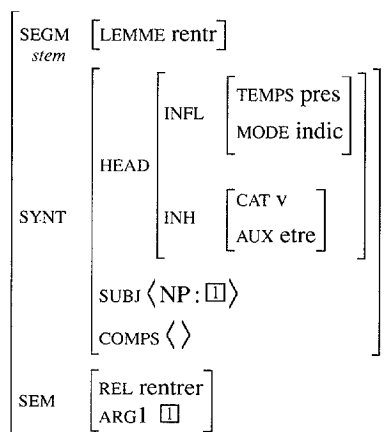 SEGM [LEMME rentr]
stem
INFL [TEMPS pres
MODE indic]
HEAD
INH [CAT v
AUX etre]
SYNT
SUBJ ⟨NP : 1⟩
COMPS ⟨ ⟩
SEM [REL rentrer
ARG1 1]